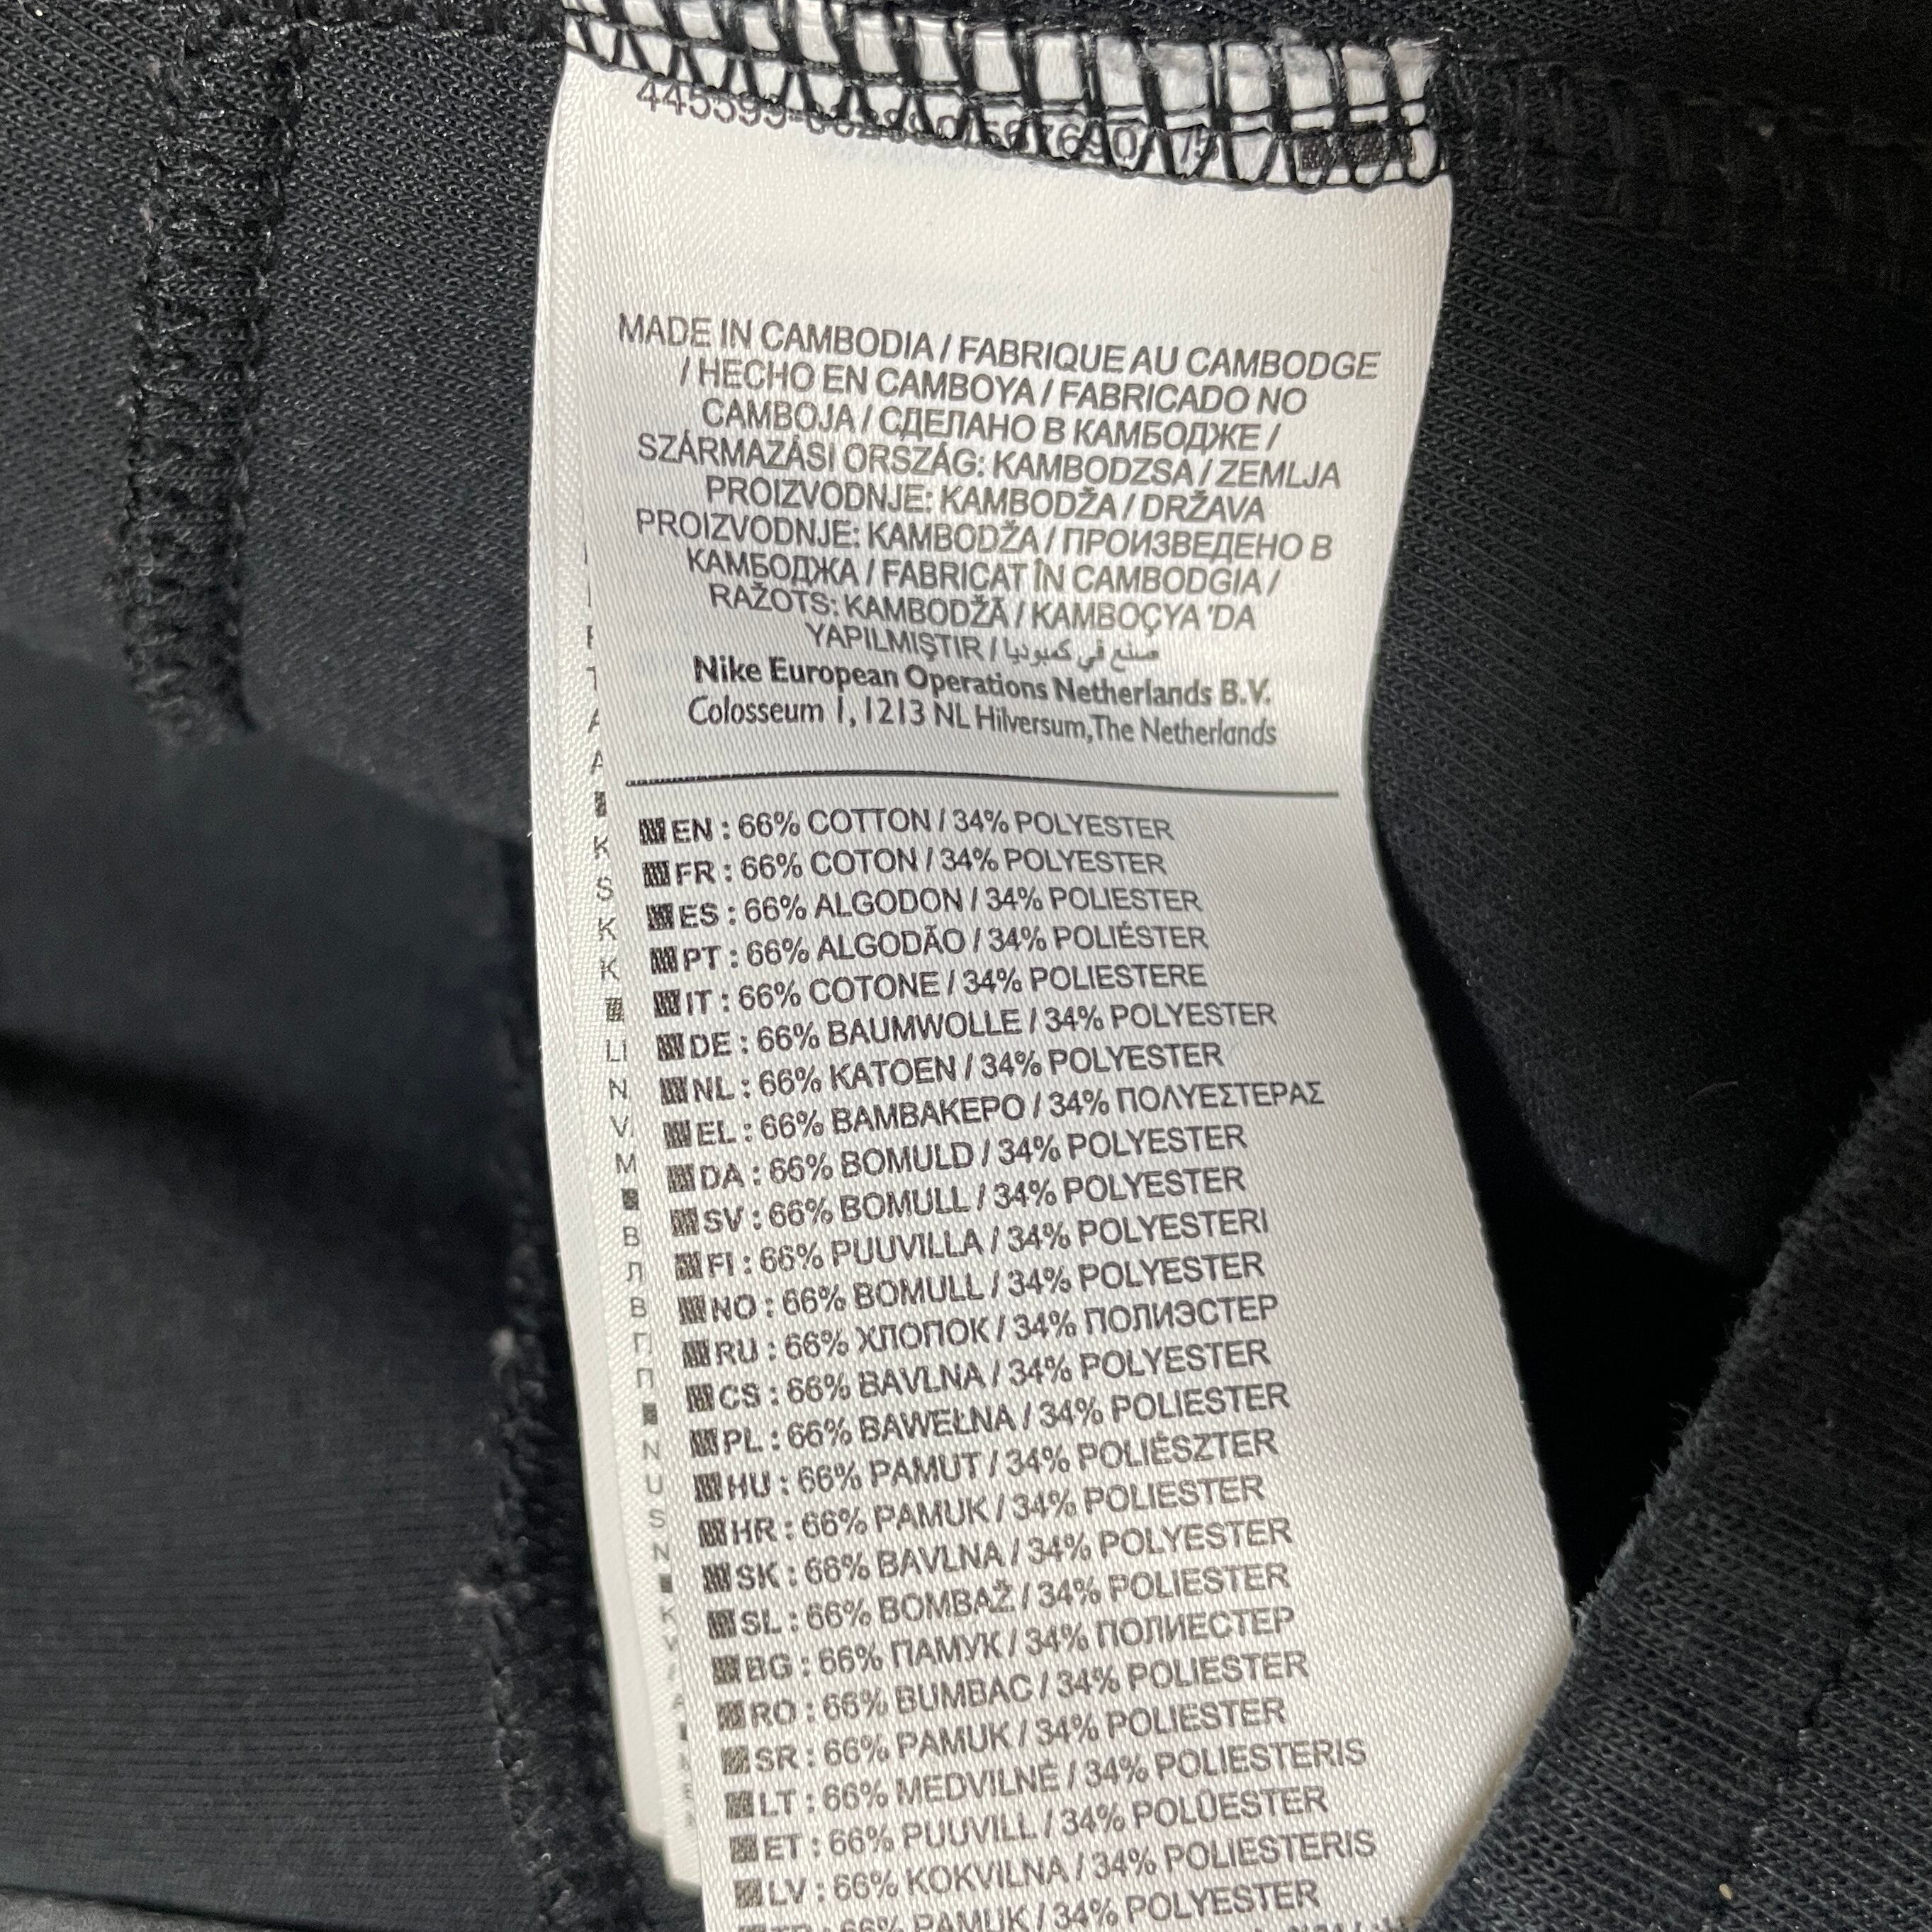 MADE IN CAMBODIA / FABRIQUE AU CAMBODGE
/ HECHO EN CAMBOYA / FABRICADO NO
CAMBOJA / СДЕЛАНО В КАМБОДЖЕ /
SZÁRMAZÁSI ORSZÁG: KAMBODZSA / ZEMLJA
PROIZVODNJE: KAMBODŽA / DRŽAVA
PROIZVODNJE: KAMBODŽA / ПРОИЗВЕДЕНО В
КАМБОДЖА / FABRICAT ÎN CAMBODGIA /
RAŽOTS: KAMBODŽĀ / KAMBOÇYA 'DA
YAPILMIŞTIR / صنع في كمبوديا
Nike European Operations Netherlands B.V.
Colosseum 1, 1213 NL Hilversum, The Netherlands
EN : 66% COTTON / 34% POLYESTER
FR : 66% COTON / 34% POLYESTER
ES : 66% ALGODON / 34% POLIESTER
PT : 66% ALGODÃO / 34% POLIÉSTER
IT : 66% COTONE / 34% POLIESTERE
DE : 66% BAUMWOLLE / 34% POLYESTER
NL : 66% KATOEN / 34% POLYESTER
EL : 66% ΒΑΜΒΑΚΕΡΟ / 34% ΠΟΛΥΕΣΤΕΡΑΣ
DA : 66% BOMULD / 34% POLYESTER
SV : 66% BOMULL / 34% POLYESTER
FI : 66% PUUVILLA / 34% POLYESTERI
NO : 66% BOMULL / 34% POLYESTER
RU : 66% ХЛОПОК / 34% ПОЛИЭСТЕР
CS : 66% BAVLNA / 34% POLYESTER
PL : 66% BAWEŁNA / 34% POLIESTER
HU : 66% PAMUT / 34% POLIÉSZTER
HR : 66% PAMUK / 34% POLIESTER
SK : 66% BAVLNA / 34% POLYESTER
SL : 66% BOMBAŽ / 34% POLIESTER
BG : 66% ПАМУК / 34% ПОЛИЕСТЕР
RO : 66% BUMBAC / 34% POLIESTER
SR : 66% PAMUK / 34% POLIESTER
LT : 66% MEDVILNĖ / 34% POLIESTERIS
ET : 66% PUUVILL / 34% POLÜESTER
LV : 66% KOKVILNA / 34% POLIESTERIS
TR : 66% PAMUK / 34% POLYESTER